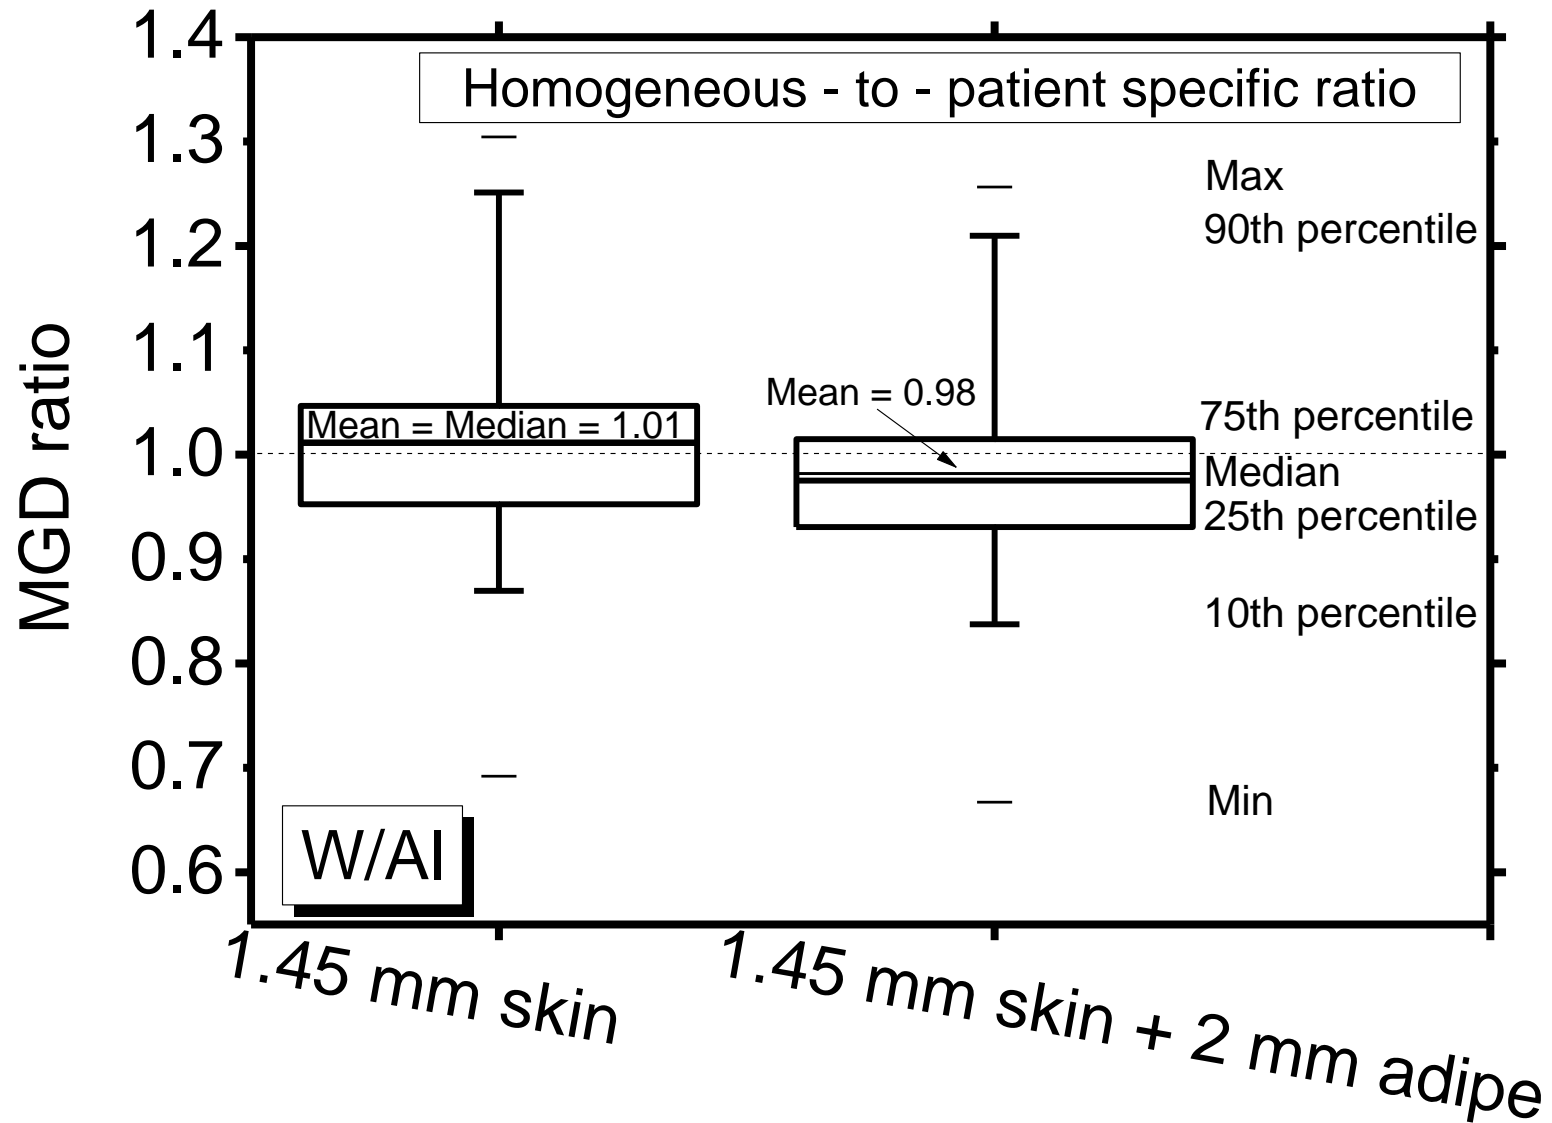 Homogeneous - to - patient specific ratio
1.4
1.3
1.2
1.1
1.0
0.9
0.8
0.7
0.6
MGD ratio
Max
90th percentile
Mean = 0.98
75th percentile
Mean = Median = 1.01
Median
25th percentile
10th percentile
Min
W/Al
1.45 mm skin
1.45 mm skin + 2 mm adipe